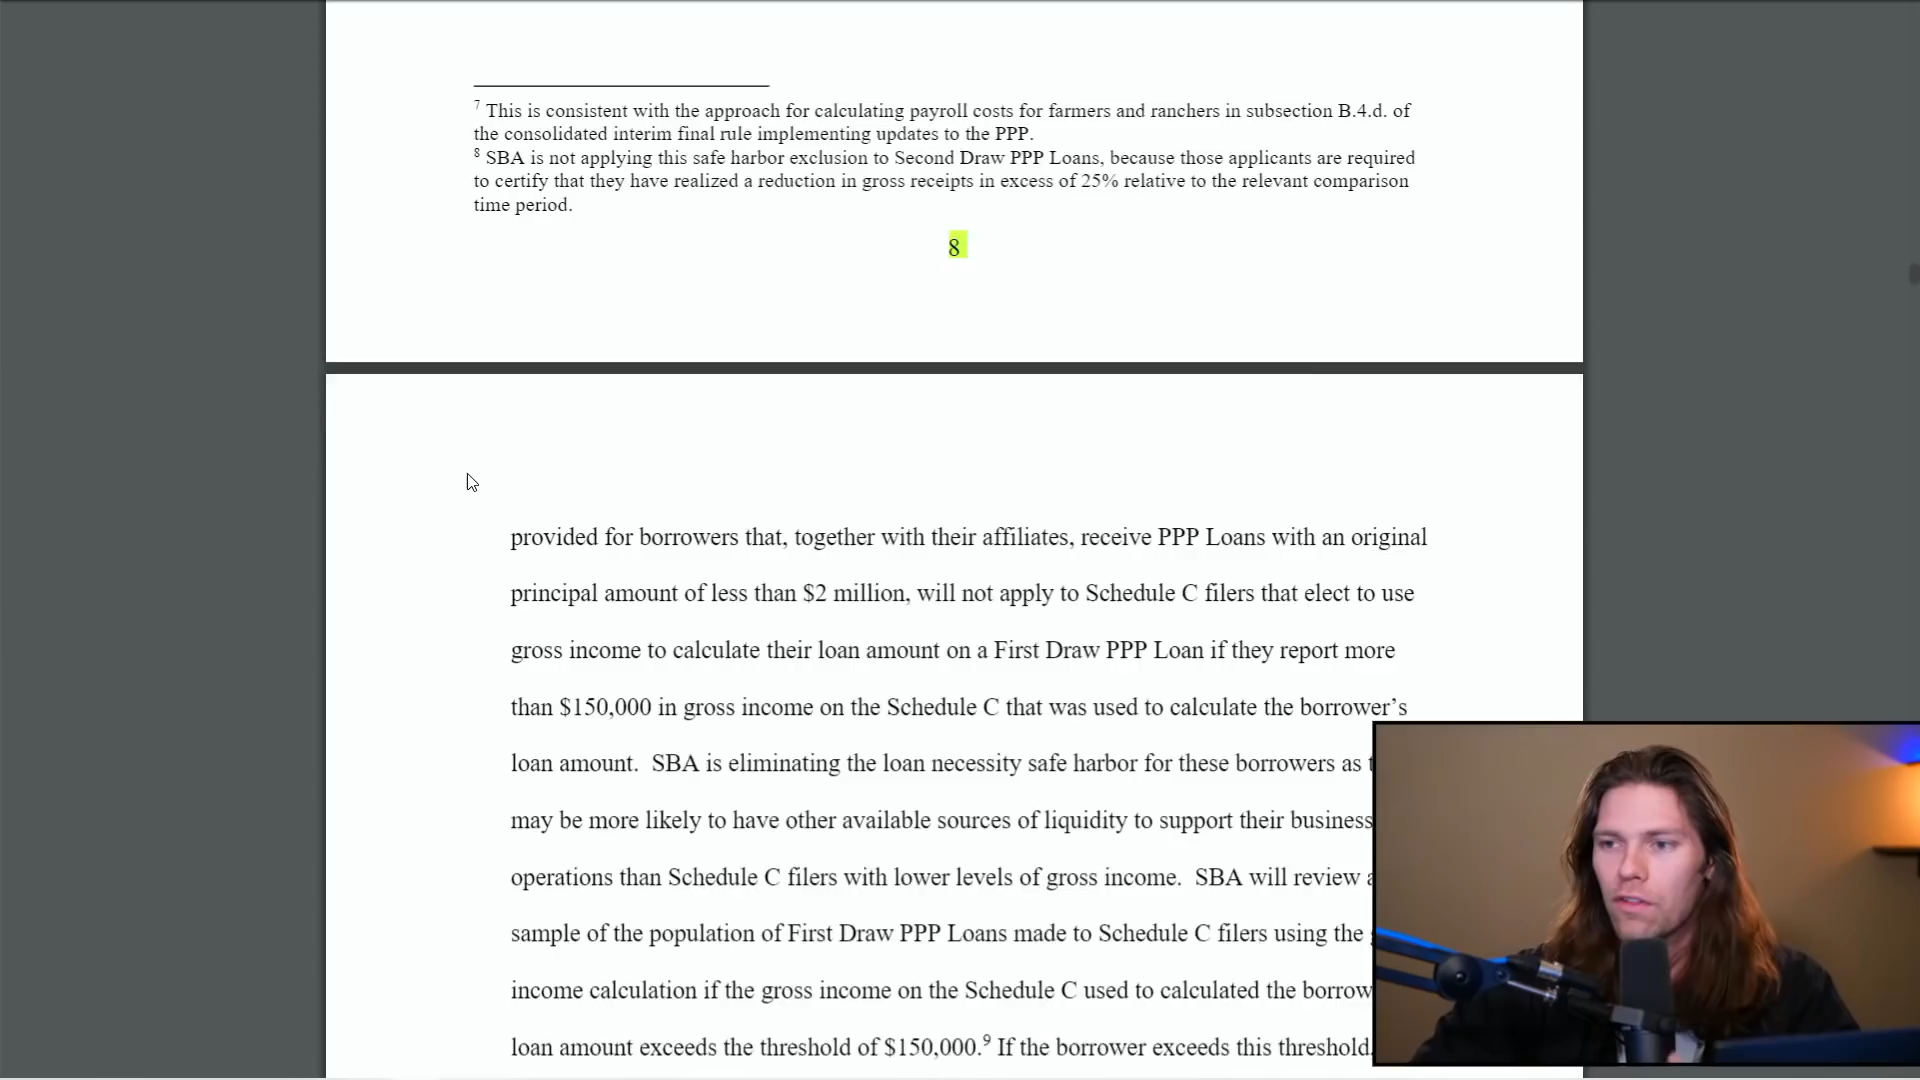 7 This is consistent with the approach for calculating payroll costs for farmers and ranchers in subsection B.4.d. of
the consolidated interim final rule implementing updates to the PPP.
8 SBA is not applying this safe harbor exclusion to Second Draw PPP Loans, because those applicants are required
to certify that they have realized a reduction in gross receipts in excess of 25% relative to the relevant comparison
time period.
8
provided for borrowers that, together with their affiliates, receive PPP Loans with an original
principal amount of less than $2 million, will not apply to Schedule C filers that elect to use
gross income to calculate their loan amount on a First Draw PPP Loan if they report more
than $150,000 in gross income on the Schedule C that was used to calculate the borrower’s
loan amount. SBA is eliminating the loan necessity safe harbor for these borrowers as
may be more likely to have other available sources of liquidity to support their business
operations than Schedule C filers with lower levels of gross income. SBA will review
sample of the population of First Draw PPP Loans made to Schedule C filers using the
income calculation if the gross income on the Schedule C used to calculated the
loan amount exceeds the threshold of $150,000.9 If the borrower exceeds this threshold,